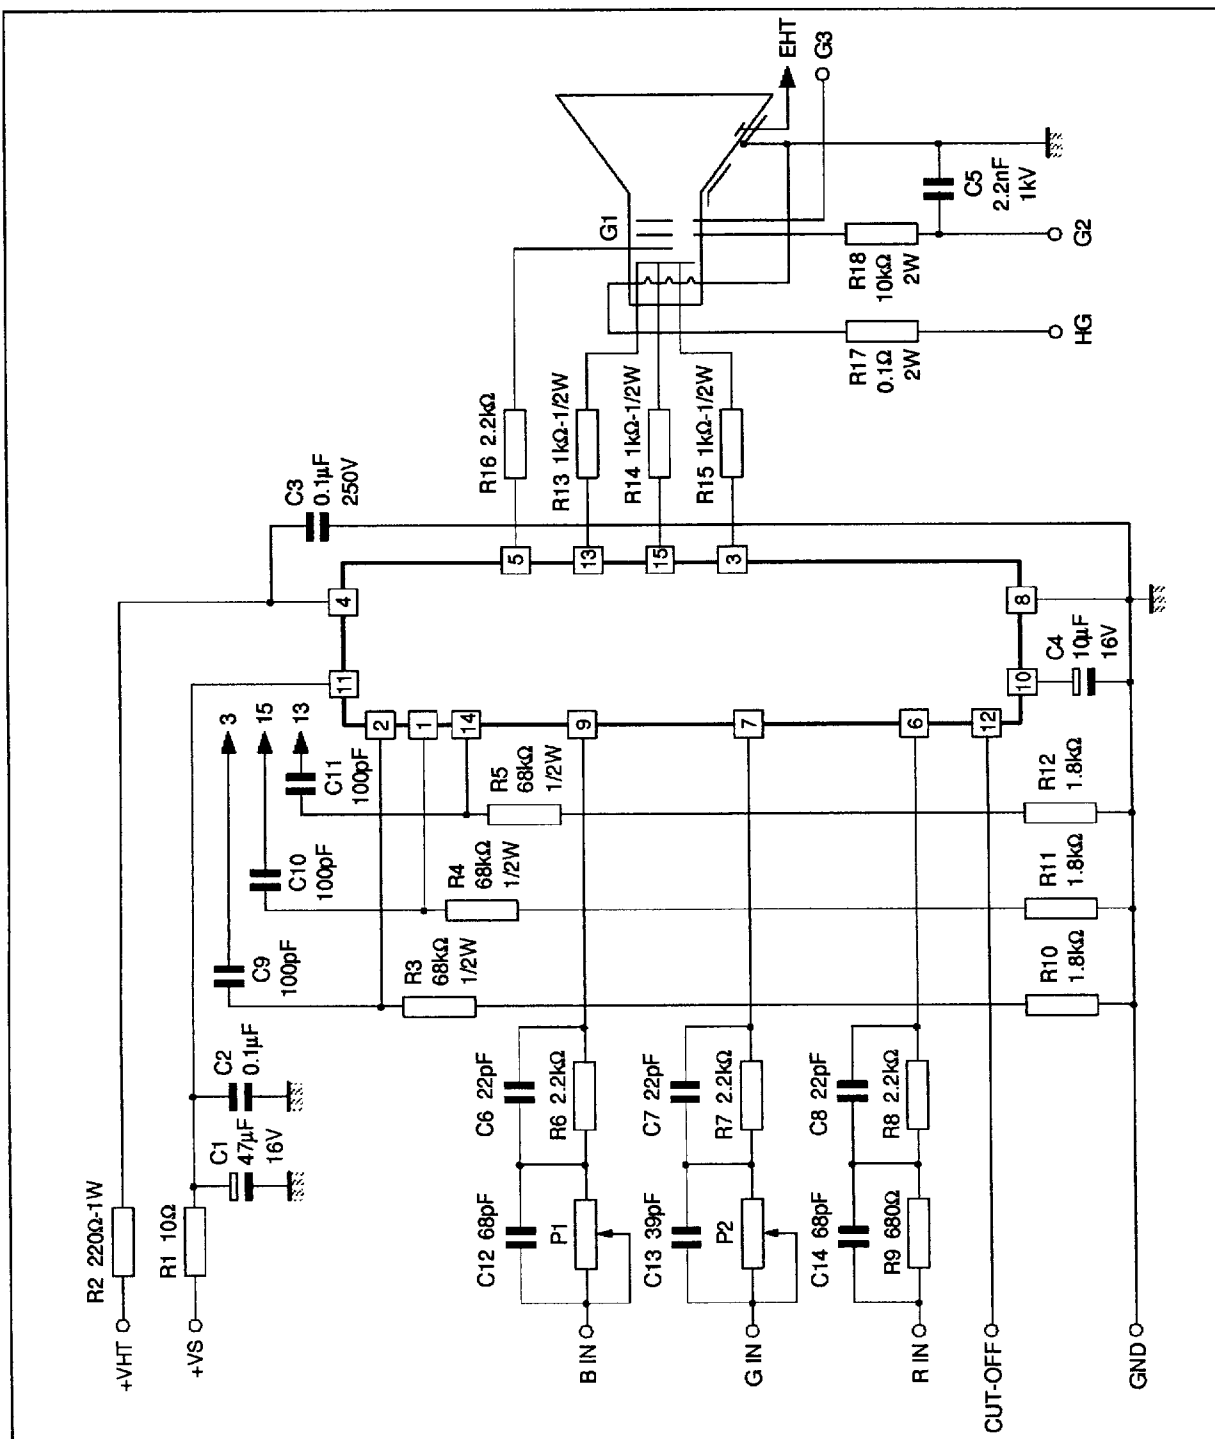 +VHT
R2 220Ω-1W
+VS
R1 10Ω
C1
47µF
16V
C2
0.1µF
C9
100pF
C10
100pF
C11
100pF
3
15
13
R3
68kΩ
1/2W
R4
68kΩ
1/2W
R5
68kΩ
1/2W
R10
1.8kΩ
R11
1.8kΩ
R12
1.8kΩ
B IN
C12 68pF
P1
C6 22pF
R6 2.2kΩ
G IN
C13 39pF
P2
C7 22pF
R7 2.2kΩ
R IN
C14 68pF
R9 680Ω
C8 22pF
R8 2.2kΩ
CUT-OFF
GND
11
4
2
1
14
9
7
6
12
10
8
5
13
15
3
C3
0.1µF
250V
C4
10µF
16V
R16 2.2kΩ
R13 1kΩ-1/2W
R14 1kΩ-1/2W
R15 1kΩ-1/2W
G1
R17
0.1Ω
2W
R18
10kΩ
2W
C5
2.2nF
1kV
HG
G2
G3
EHT